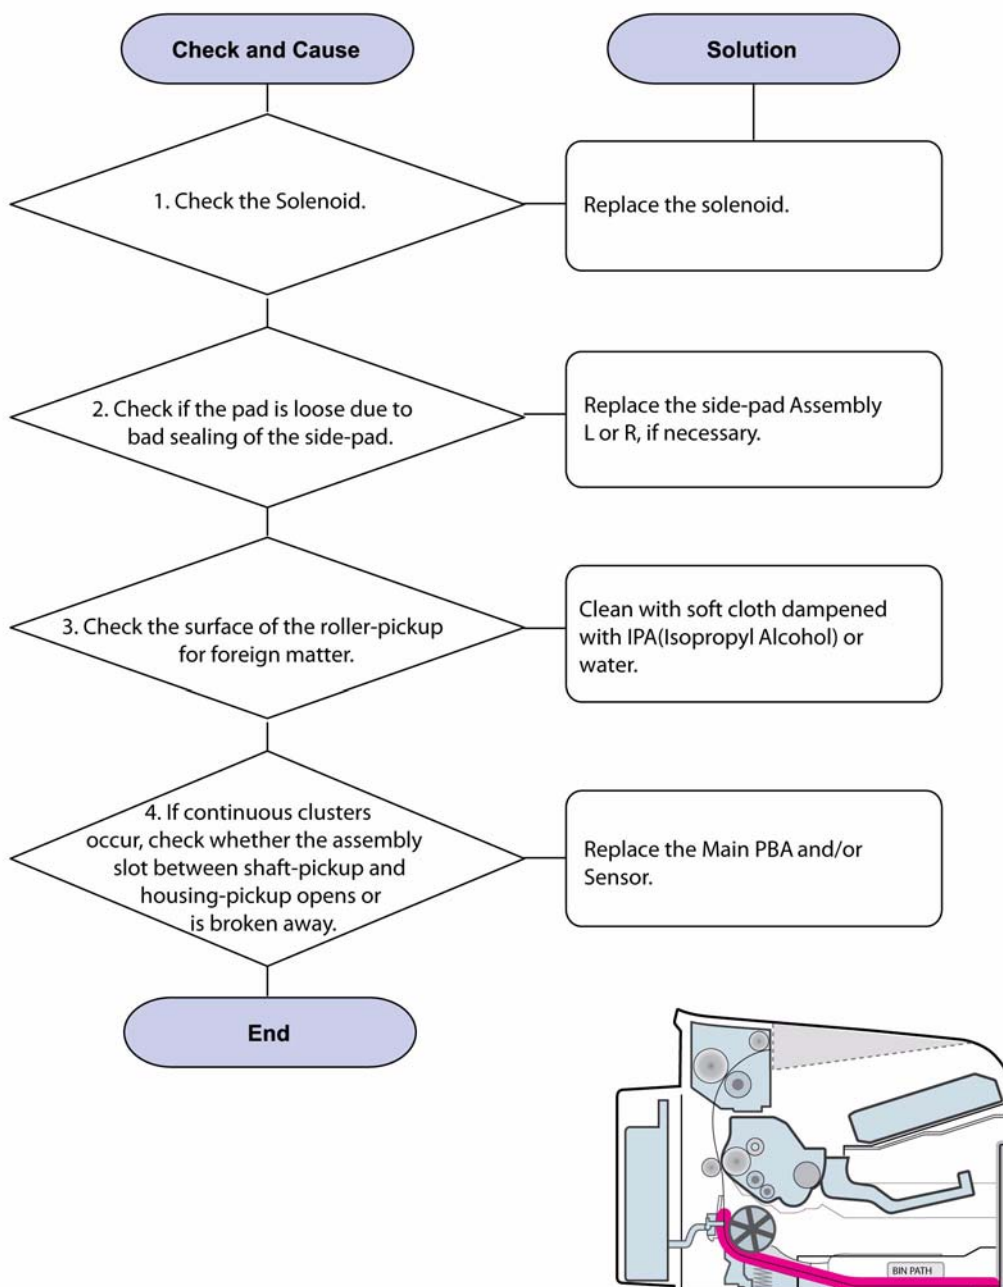 Check and Cause
Solution
1. Check the Solenoid.
Replace the solenoid.
2. Check if the pad is loose due to
bad sealing of the side-pad.
Replace the side-pad Assembly
L or R, if necessary.
3. Check the surface of the roller-pickup
for foreign matter.
Clean with soft cloth dampened
with IPA(Isopropyl Alcohol) or
water.
4. If continuous clusters
occur, check whether the assembly
slot between shaft-pickup and
housing-pickup opens or
is broken away.
Replace the Main PBA and/or
Sensor.
End
BIN PATH